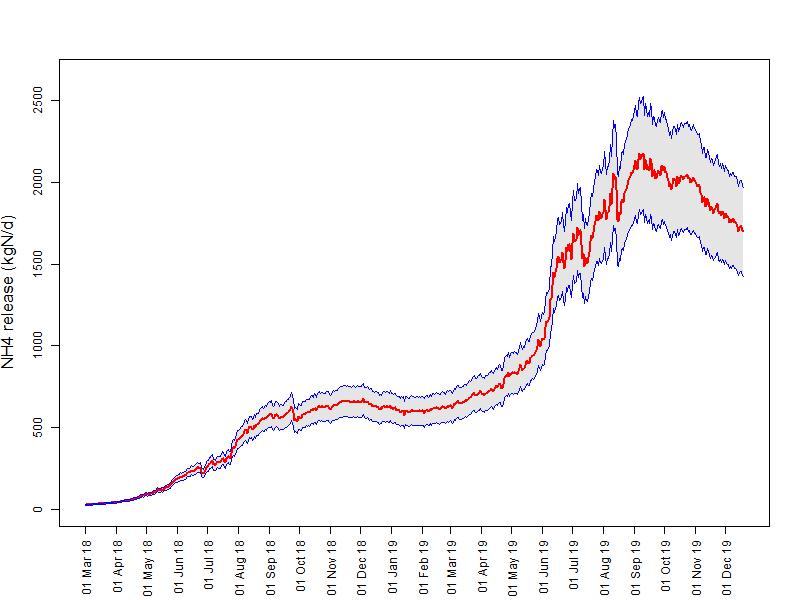 NH4 release (kgN/d)
2500
2000
1500
1000
500
0
01 Mar 18
01 Apr 18
01 May 18
01 Jun 18
01 Jul 18
01 Aug 18
01 Sep 18
01 Oct 18
01 Nov 18
01 Dec 18
01 Jan 19
01 Feb 19
01 Mar 19
01 Apr 19
01 May 19
01 Jun 19
01 Jul 19
01 Aug 19
01 Sep 19
01 Oct 19
01 Nov 19
01 Dec 19